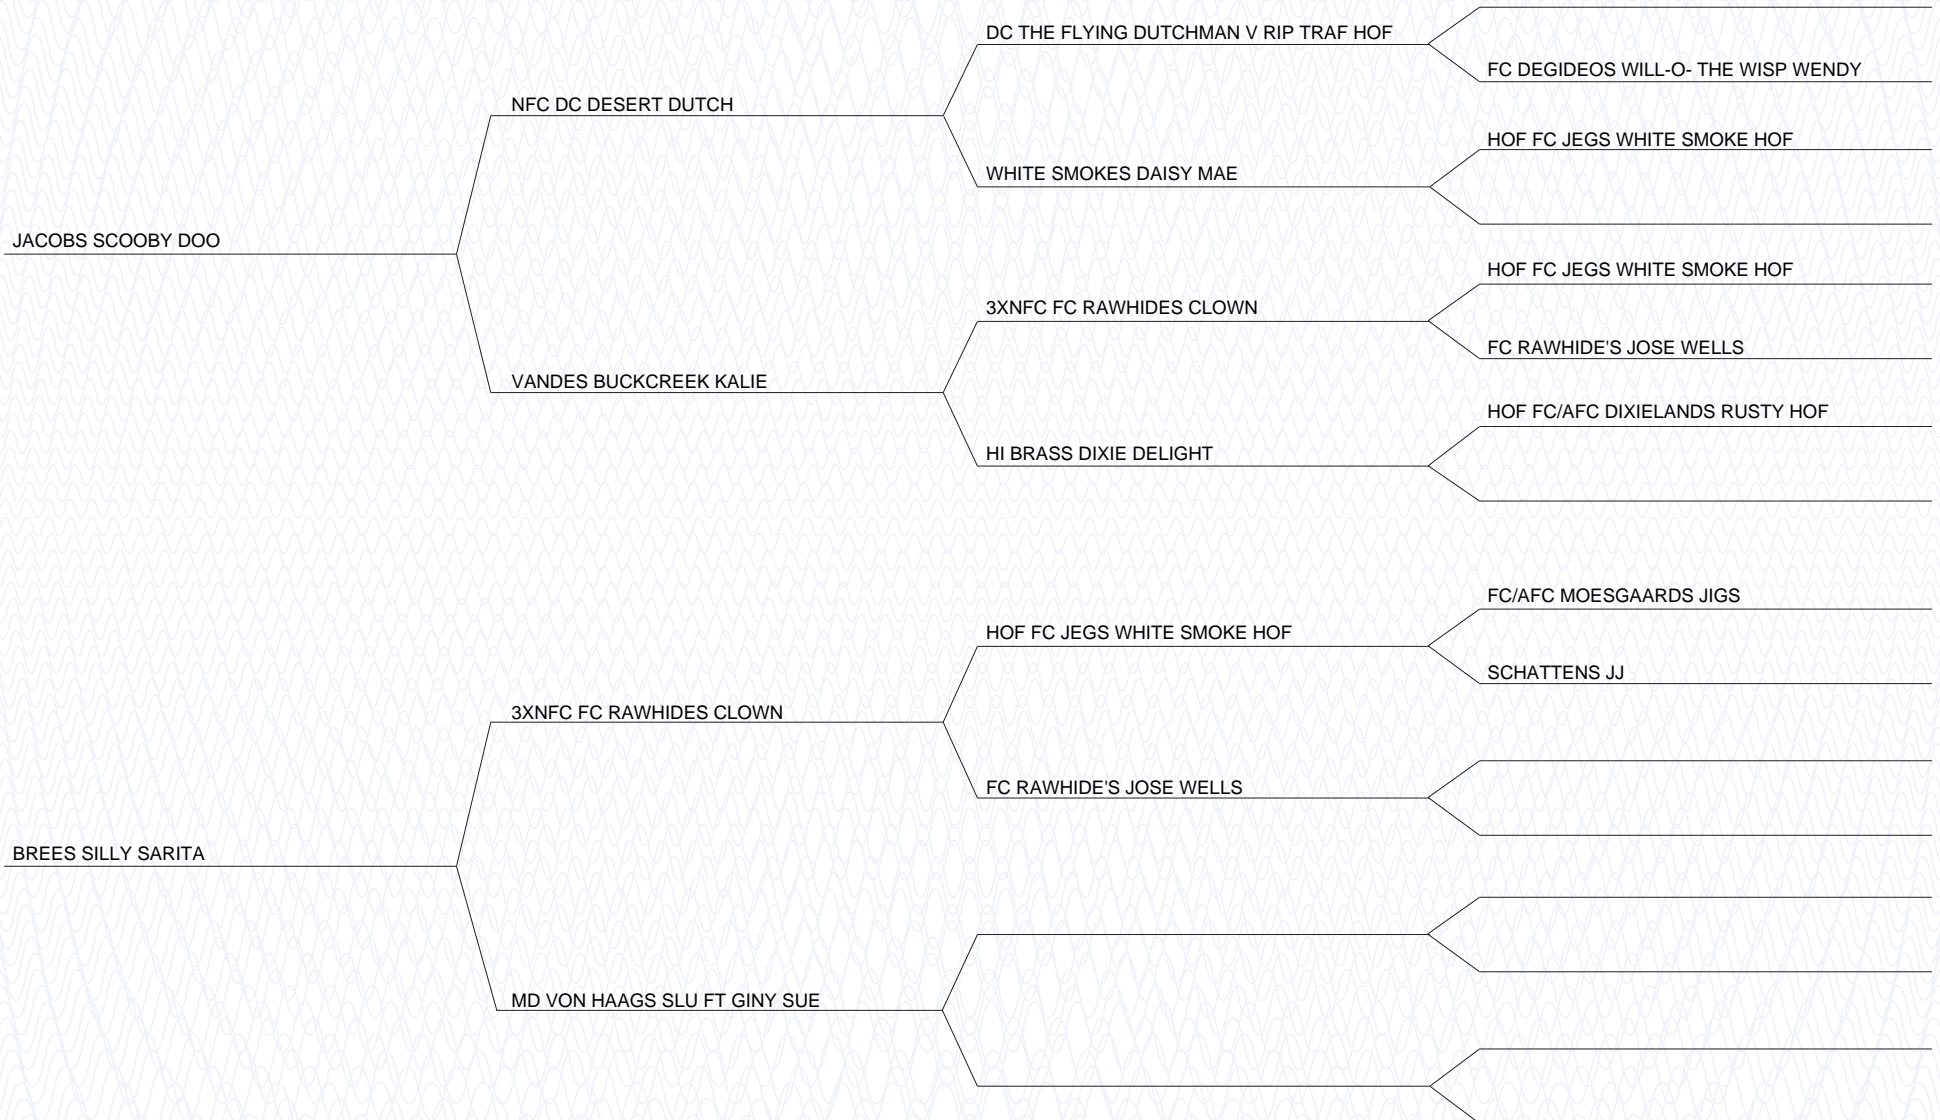 DC THE FLYING DUTCHMAN V RIP TRAF HOF
FC DEGIDEOS WILL-O- THE WISP WENDY
NFC DC DESERT DUTCH
HOF FC JEGS WHITE SMOKE HOF
WHITE SMOKES DAISY MAE
JACOBS SCOOBY DOO
HOF FC JEGS WHITE SMOKE HOF
3XNFC FC RAWHIDES CLOWN
FC RAWHIDE'S JOSE WELLS
VANDES BUCKCREEK KALIE
HOF FC/AFC DIXIELANDS RUSTY HOF
HI BRASS DIXIE DELIGHT
FC/AFC MOESGAARDS JIGS
HOF FC JEGS WHITE SMOKE HOF
SCHATTENS JJ
3XNFC FC RAWHIDES CLOWN
FC RAWHIDE'S JOSE WELLS
BREES SILLY SARITA
MD VON HAAGS SLU FT GINY SUE